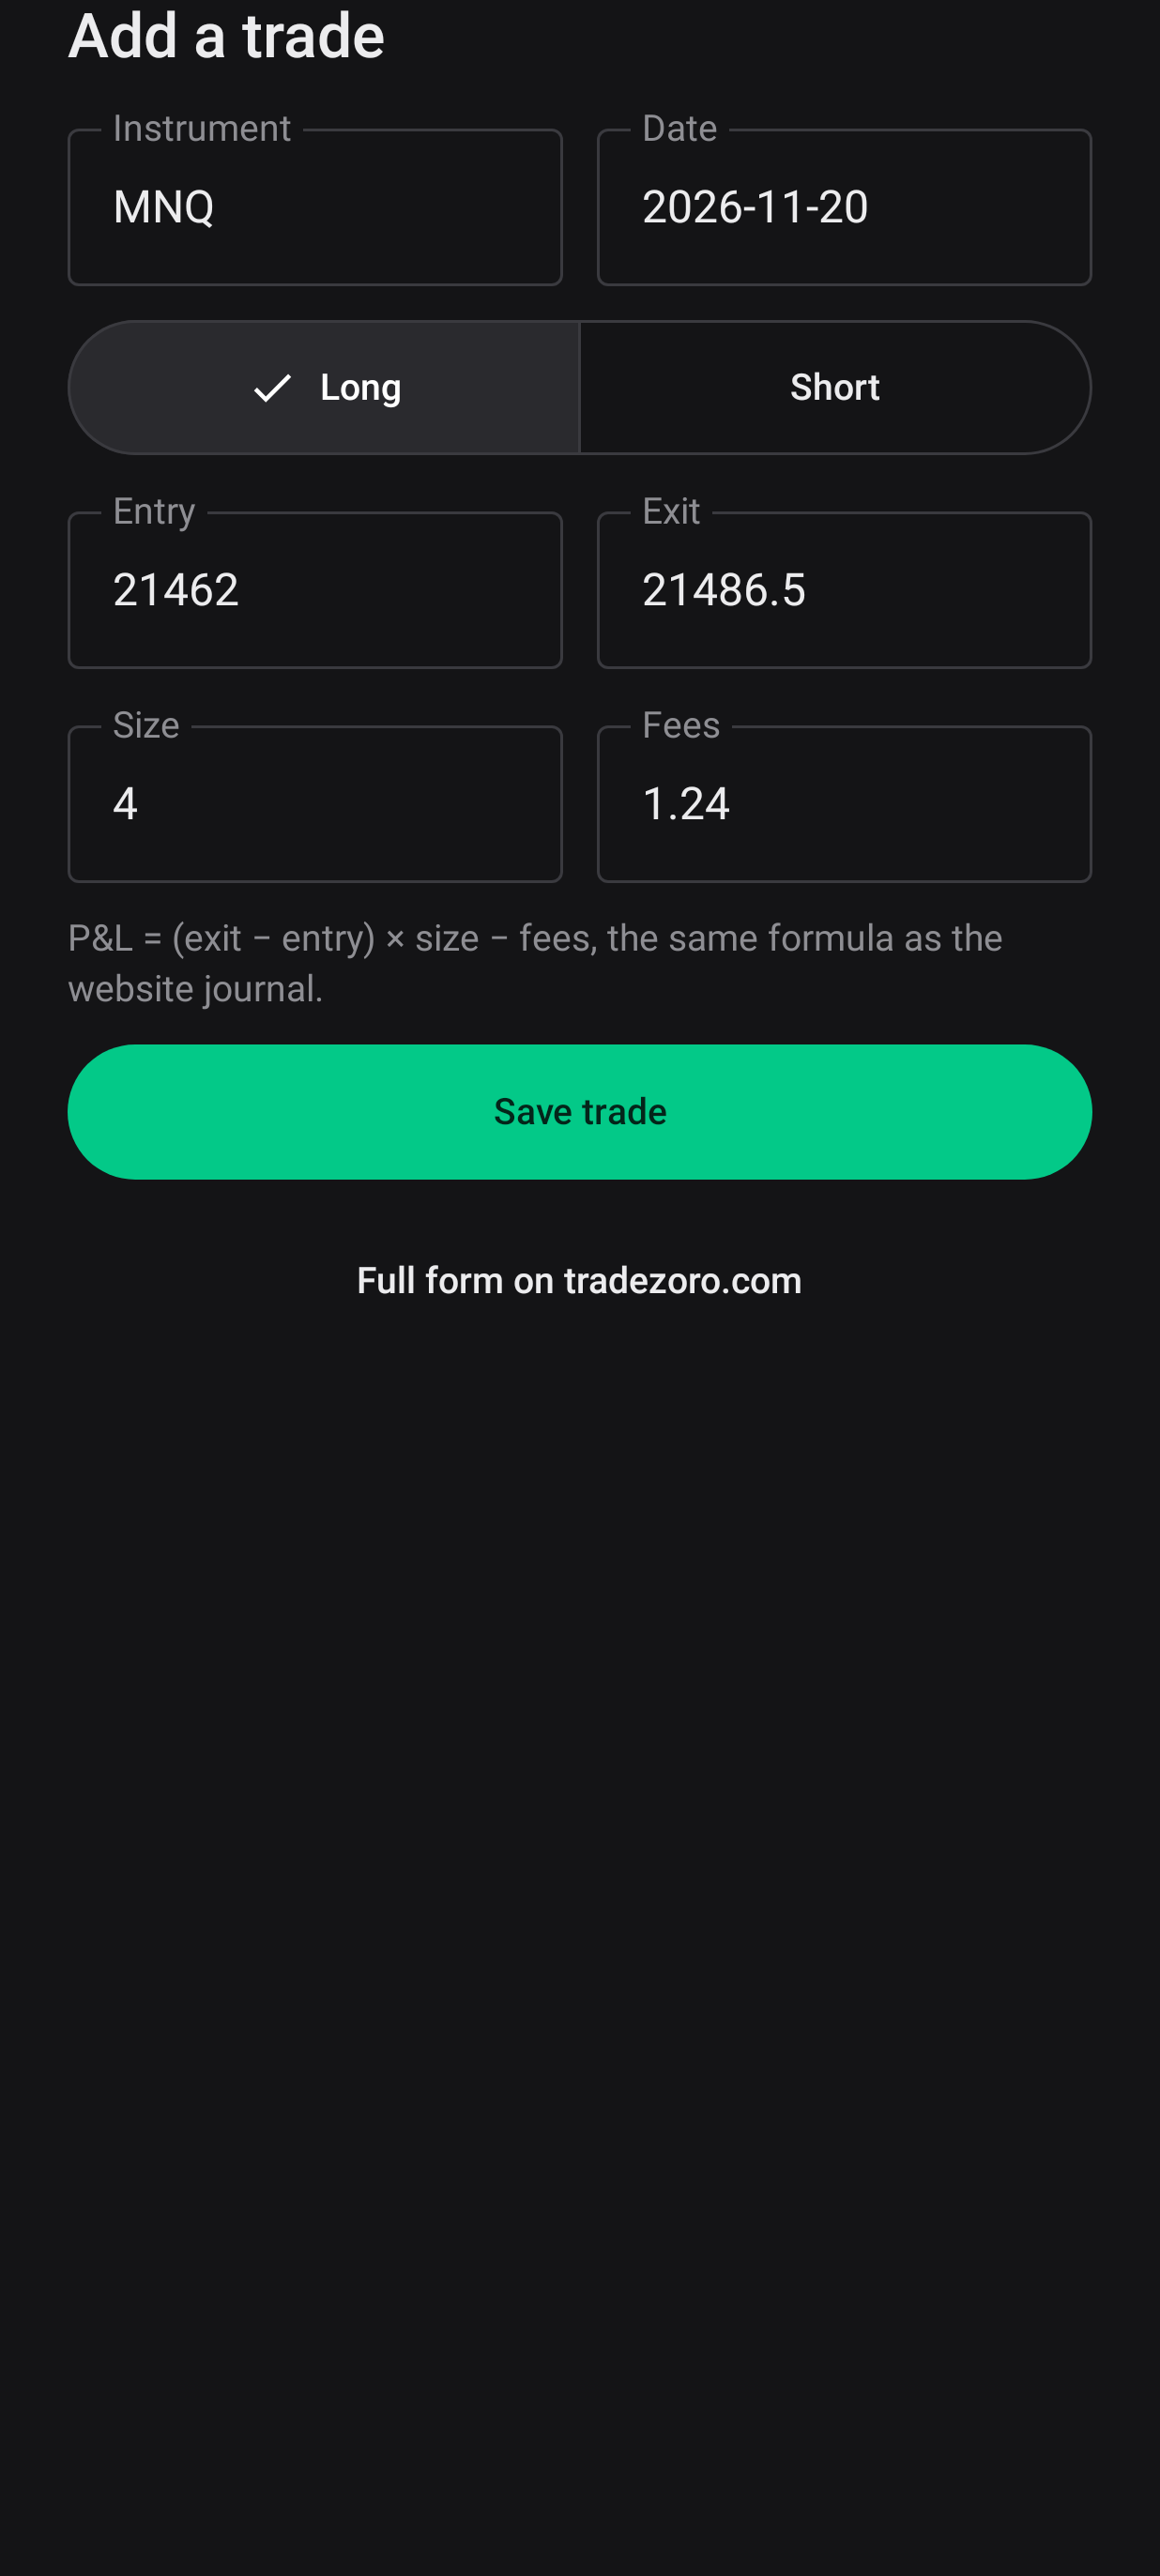 Add a trade
Instrument
MNQ
Date
2026-11-20
Long
Short
Entry
21462
Exit
21486.5
Size
4
Fees
1.24
P&L = (exit − entry) × size − fees, the same formula as the
website journal.
Save trade
Full form on tradezoro.com